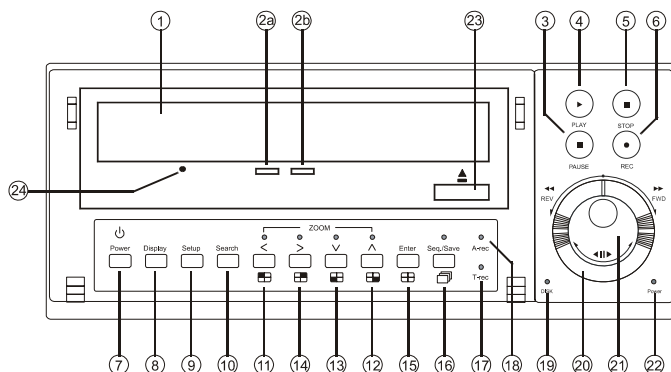 1 2a 2b 23 3 4 5 6
PLAY STOP
PAUSE REC
24
REV FWD
ZOOM
Power Display Setup Search < > ∨ ∧ Enter Seq./Save A-rec
T-rec
DISK Power
7 8 9 10 11 14 13 12 15 16 17 18 19 20 21 22